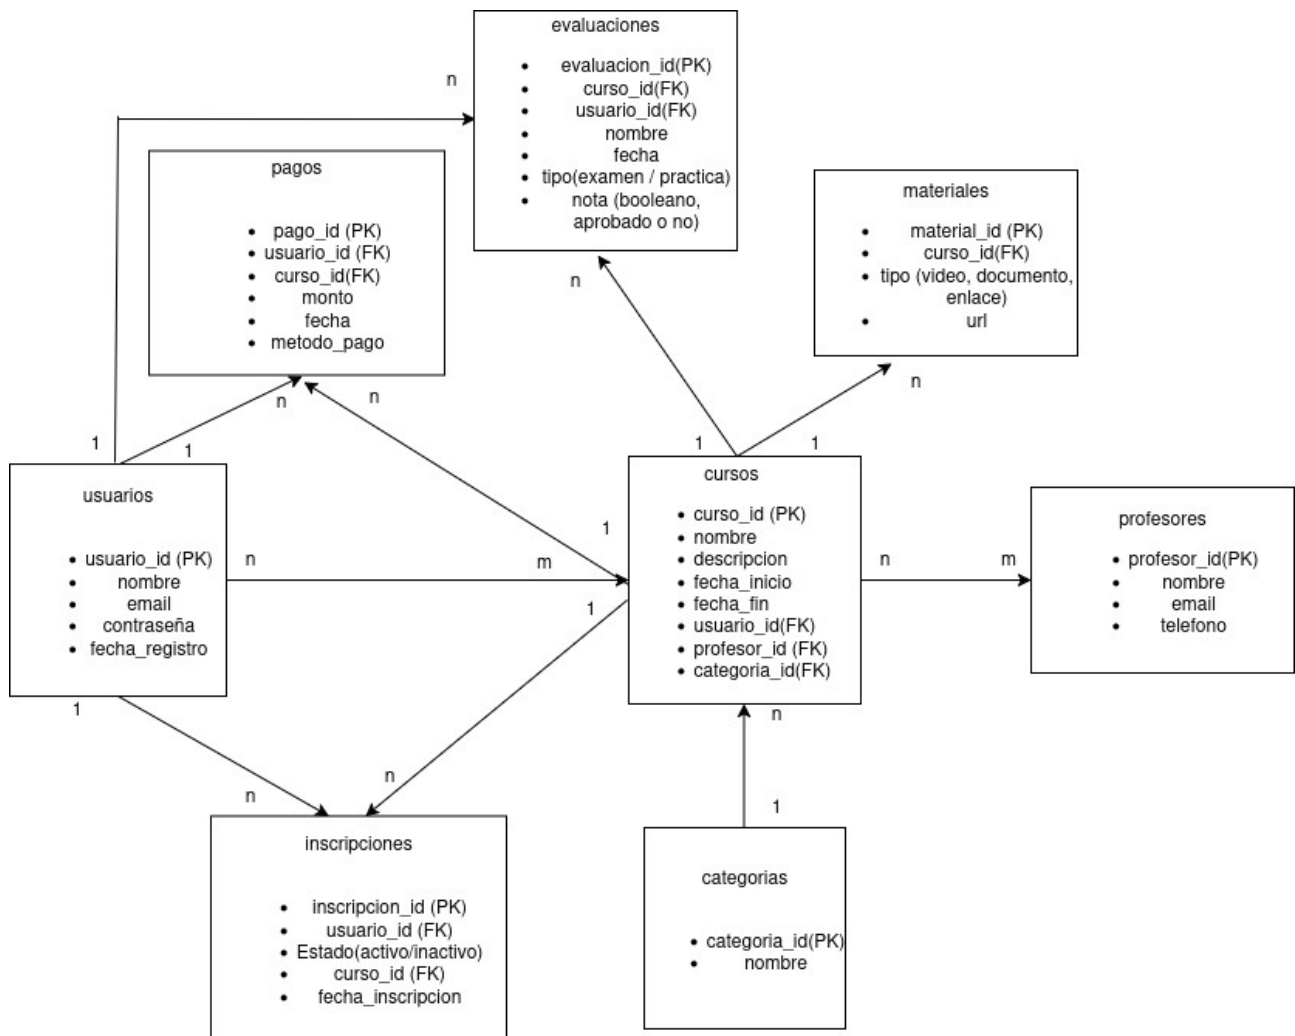 evaluaciones
evaluacion_id(PK)
curso_id(FK)
usuario_id(FK)
nombre
fecha
tipo(examen / practica)
nota (booleano,
aprobado o no)
n
pagos
pago_id (PK)
usuario_id (FK)
curso_id(FK)
monto
fecha
metodo_pago
materiales
material_id (PK)
curso_id(FK)
tipo (video, documento,
enlace)
url
n
n
n
n
1
1
1
1
usuarios
usuario_id (PK)
nombre
email
contraseña
fecha_registro
cursos
curso_id (PK)
nombre
descripcion
fecha_inicio
fecha_fin
usuario_id(FK)
profesor_id (FK)
categoria_id(FK)
profesores
profesor_id(PK)
nombre
email
telefono
1
n
m
n
m
1
1
n
n
n
1
inscripciones
inscripcion_id (PK)
usuario_id (FK)
Estado(activo/inactivo)
curso_id (FK)
fecha_inscripcion
categorias
categoria_id(PK)
nombre